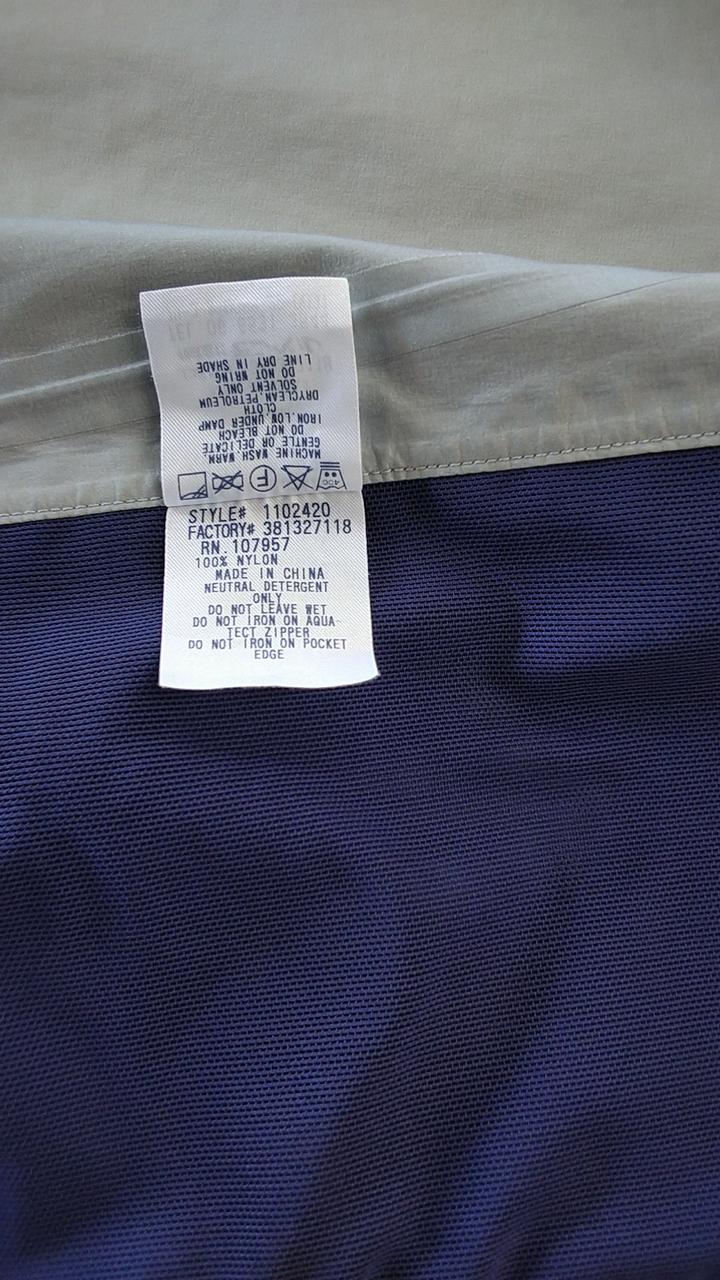 MACHINE WASH WARM
GENTLE OR DELICATE
DO NOT BLEACH
IRON LOW UNDER DAMP
CLOTH
DRYCLEAN PETROLEUM
SOLVENT ONLY
DO NOT WRING
LINE DRY IN SHADE
F
STYLE# 1102420
FACTORY# 381327118
RN.107957
100% NYLON
MADE IN CHINA
NEUTRAL DETERGENT
ONLY
DO NOT LEAVE WET
DO NOT IRON ON AQUA-
TECT ZIPPER
DO NOT IRON ON POCKET
EDGE